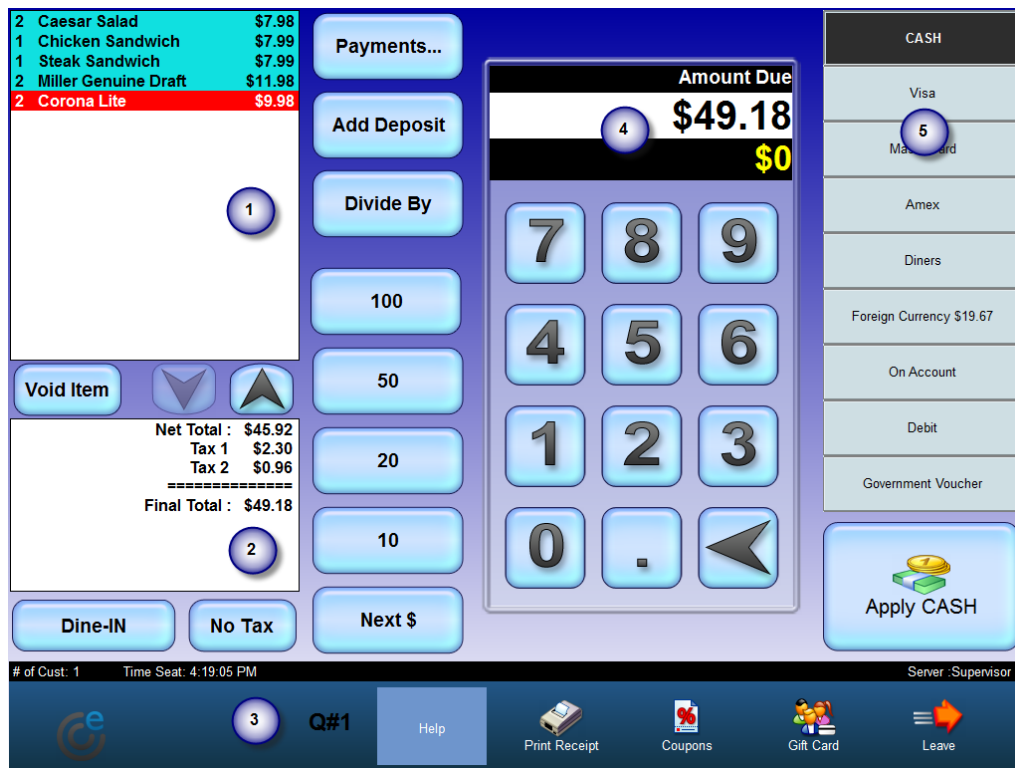 2 Caesar Salad $7.98
1 Chicken Sandwich $7.99
1 Steak Sandwich $7.99
2 Miller Genuine Draft $11.98
2 Corona Lite $9.98
1
Void Item
Net Total : $45.92
Tax 1 $2.30
Tax 2 $0.96
==============
Final Total : $49.18
2
Dine-IN
No Tax
Payments...
Add Deposit
Divide By
100
50
20
10
Next $
Amount Due
4
$49.18
$0
7 8 9
4 5 6
1 2 3
0 .
CASH
Visa
5
Amex
Diners
Foreign Currency $19.67
On Account
Debit
Government Voucher
1
Apply CASH
# of Cust: 1 Time Seat: 4:19:05 PM Server :Supervisor
e
3
Q#1
Help
Print Receipt
%
Coupons
Gift Card
Leave